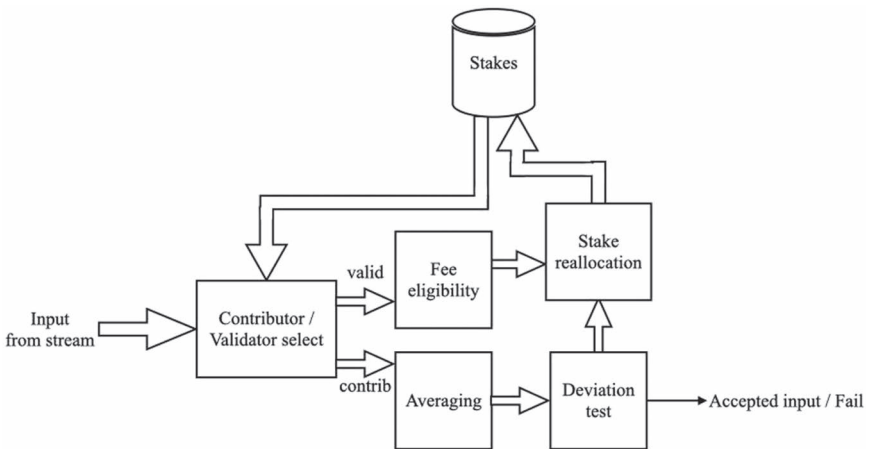 Stakes
Stake
reallocation
valid
Fee
eligibility
Input
from stream
Contributor /
Validator select
contrib
Averaging
Deviation
test
Accepted input / Fail